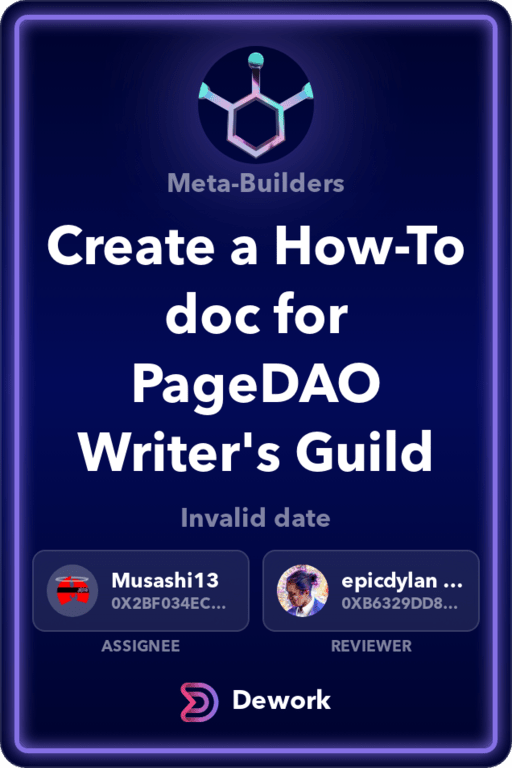 Meta-Builders
Create a How-To
doc for
PageDAO
Writer's Guild
Invalid date
Musashi13
0X2BF034EC...
epicdylan ...
0XB6329DD8...
ASSIGNEE
REVIEWER
Dework